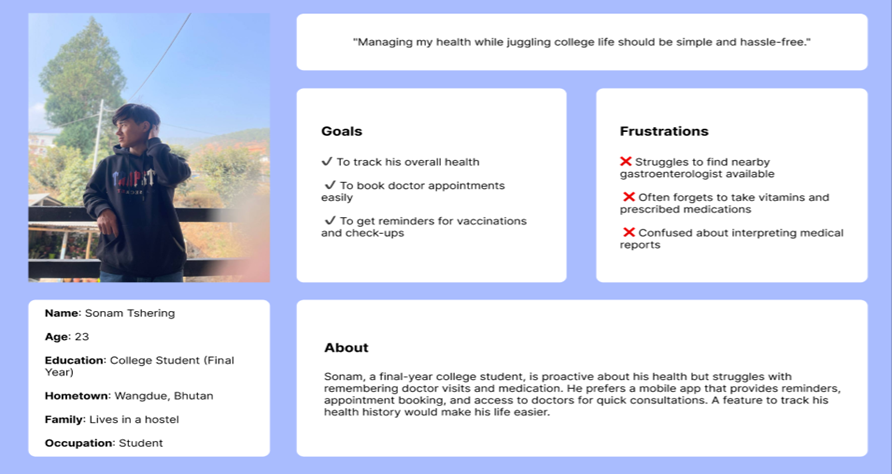 "Managing my health while juggling college life should be simple and hassle-free."
Goals
✓ To track his overall health
✓ To book doctor appointments
easily
✓ To get reminders for vaccinations
and check-ups
Frustrations
❌ Struggles to find nearby
gastroenterologist available
❌ Often forgets to take vitamins and
prescribed medications
❌ Confused about interpreting medical
reports
Name: Sonam Tshering
Age: 23
Education: College Student (Final
Year)
Hometown: Wangdue, Bhutan
Family: Lives in a hostel
Occupation: Student
About
Sonam, a final-year college student, is proactive about his health but struggles with
remembering doctor visits and medication. He prefers a mobile app that provides reminders,
appointment booking, and access to doctors for quick consultations. A feature to track his
health history would make his life easier.